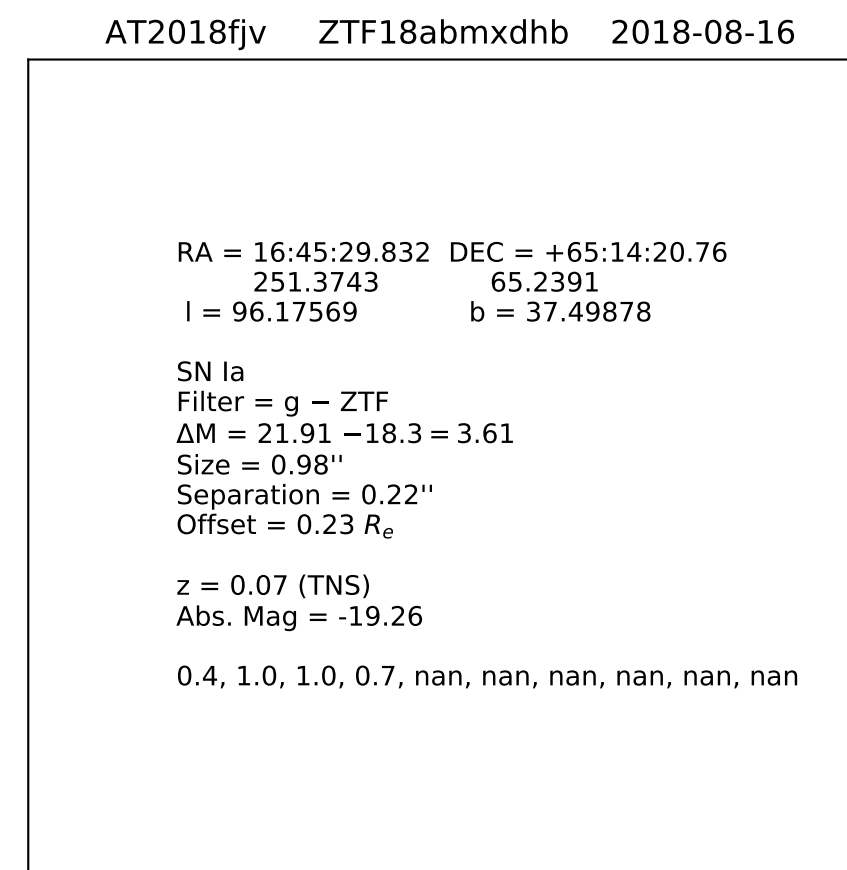 AT2018fjv ZTF18abmxdhb 2018-08-16
RA = 16:45:29.832 DEC = +65:14:20.76
251.3743 65.2391
l = 96.17569 b = 37.49878
SN Ia
Filter = g − ZTF
ΔM = 21.91 −18.3 = 3.61
Size = 0.98''
Separation = 0.22''
Offset = 0.23 Re
z = 0.07 (TNS)
Abs. Mag = -19.26
0.4, 1.0, 1.0, 0.7, nan, nan, nan, nan, nan, nan